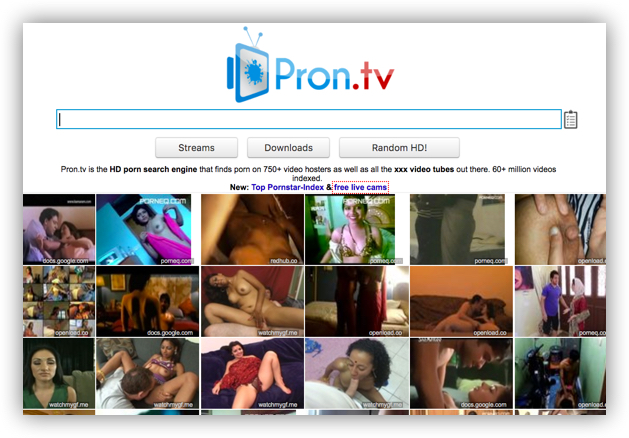 Pron.tv
Streams
Downloads
Random HD!
Pron.tv is the HD porn search engine that finds porn on 750+ video hosters as well as all the xxx video tubes out there. 60+ million videos
indexed.
New: Top Pornstar-Index & free live cams
PORNEQ.COM
PORNEQ.COM
docs.google.com
porneq.com
redhub.co
porneq.com
porneq.com
openload.co
openload.co
docs.google.com
watchmygf.me
openload.co
openload.co
porneq.co
watchmygf.me
watchmygf.me
watchmygf.me
openload.co
docs.google.com
openload.co